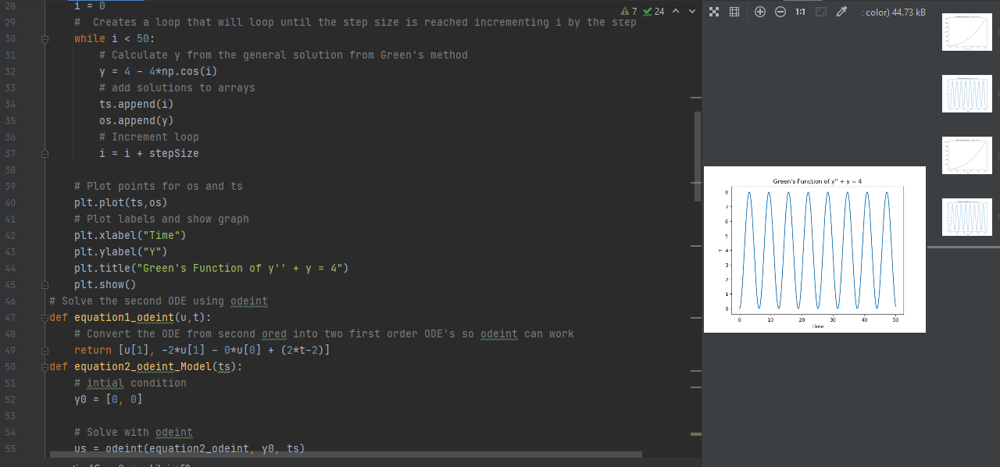 28 i = 0
29 #  Creates a loop that will loop until the step size is reached incrementing i by the step
30 while i < 50:
31 # Calculate y from the general solution from Green's method
32 y = 4 - 4*np.cos(i)
33 # add solutions to arrays
34 ts.append(i)
35 os.append(y)
36 # Increment loop
37 i = i + stepSize
38
39 # Plot points for os and ts
40 plt.plot(ts,os)
41 # Plot labels and show graph
42 plt.xlabel("Time")
43 plt.ylabel("Y")
44 plt.title("Green's Function of y'' + y = 4")
45 plt.show()
46 # Solve the second ODE using odeint
47 def equation1_odeint(u,t):
48 # Convert the ODE from second ored into two first order ODE's so odeint can work
49 return [u[1], -2*u[1] - 0*u[0] + (2*t-2)]
50 def equation2_odeint_Model(ts):
51 # intial condition
52 y0 = [0, 0]
53
54 # Solve with odeint
55 us = odeint(equation2_odeint, y0, ts)
7 24
1:1
: color) 44.73 kB
Green's Function of y'' + y = 4
8
7
6
5
4
3
2
1
0
Y
0 10 20 30 40 50
Time